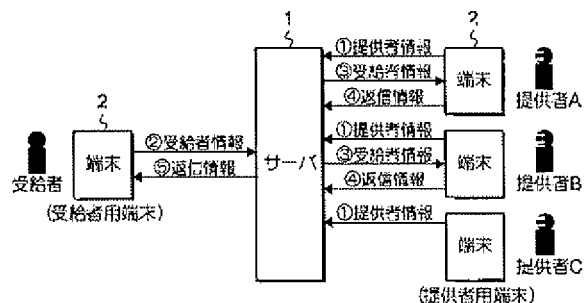 1
2
①提供者情報
③受給者情報
④返信情報
端末
提供者A
2
②受給者情報
⑤返信情報
端末
受給者
(受給者用端末)
サーバ
①提供者情報
③受給者情報
④返信情報
端末
提供者B
①提供者情報
端末
提供者C
(提供者用端末)